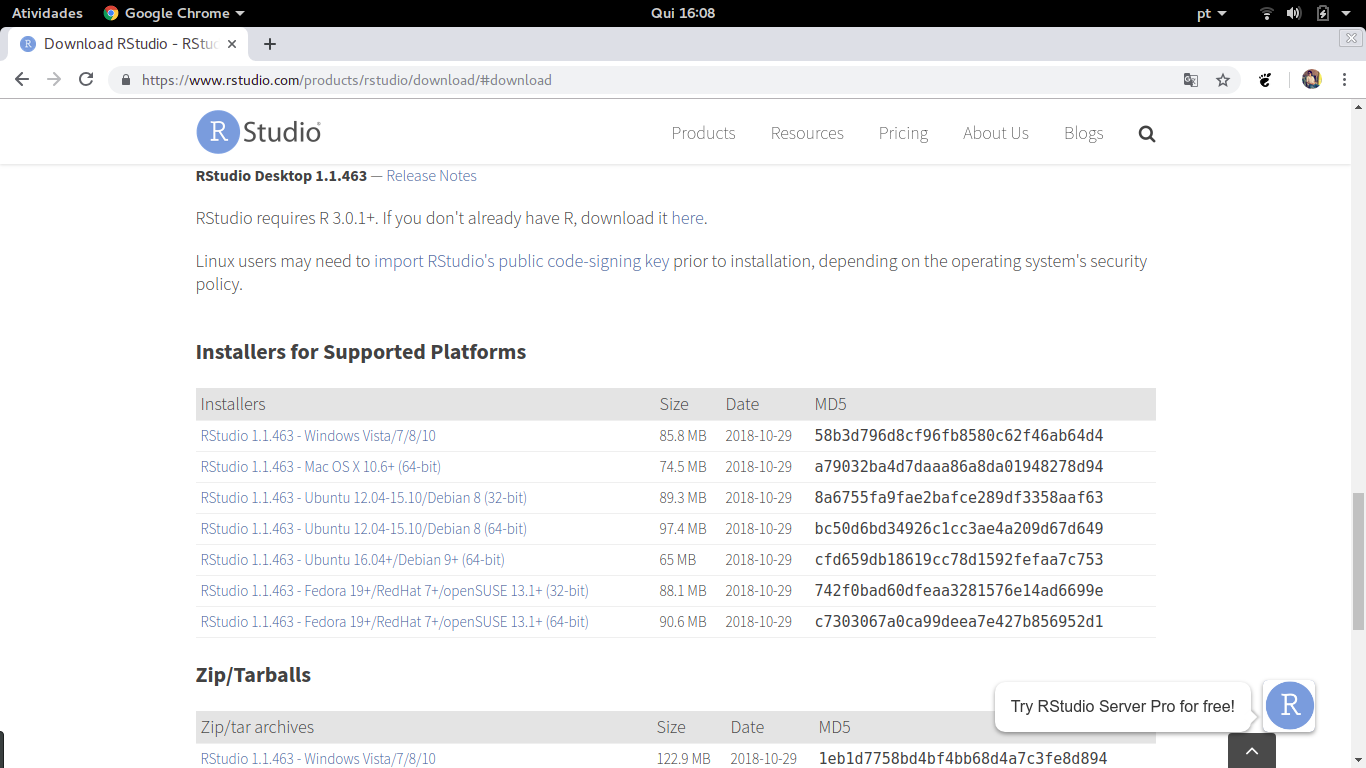 Atividades Google Chrome Qui 16:08 pt
Download RStudio - RStu
https://www.rstudio.com/products/rstudio/download/#download
R Studio Products Resources Pricing About Us Blogs
RStudio Desktop 1.1.463 — Release Notes
RStudio requires R 3.0.1+. If you don't already have R, download it here.
Linux users may need to import RStudio's public code-signing key prior to installation, depending on the operating system's security
policy.
Installers for Supported Platforms
Installers Size Date MD5
RStudio 1.1.463 - Windows Vista/7/8/10 85.8 MB 2018-10-29 58b3d796d8cf96fb8580c62f46ab64d4
RStudio 1.1.463 - Mac OS X 10.6+ (64-bit) 74.5 MB 2018-10-29 a79032ba4d7daaa86a8da01948278d94
RStudio 1.1.463 - Ubuntu 12.04-15.10/Debian 8 (32-bit) 89.3 MB 2018-10-29 8a6755fa9fae2bafce289df3358aaf63
RStudio 1.1.463 - Ubuntu 12.04-15.10/Debian 8 (64-bit) 97.4 MB 2018-10-29 bc50d6bd34926c1cc3ae4a209d67d649
RStudio 1.1.463 - Ubuntu 16.04+/Debian 9+ (64-bit) 65 MB 2018-10-29 cfd659db18619cc78d1592fefaa7c753
RStudio 1.1.463 - Fedora 19+/RedHat 7+/openSUSE 13.1+ (32-bit) 88.1 MB 2018-10-29 742f0bad60dfeaa3281576e14ad6699e
RStudio 1.1.463 - Fedora 19+/RedHat 7+/openSUSE 13.1+ (64-bit) 90.6 MB 2018-10-29 c7303067a0ca99deea7e427b856952d1
Zip/Tarballs
Zip/tar archives Size Date MD5
RStudio 1.1.463 - Windows Vista/7/8/10 122.9 MB 2018-10-29 1eb1d7758bd4bf4bb68d4a7c3fe8d894
Try RStudio Server Pro for free! R